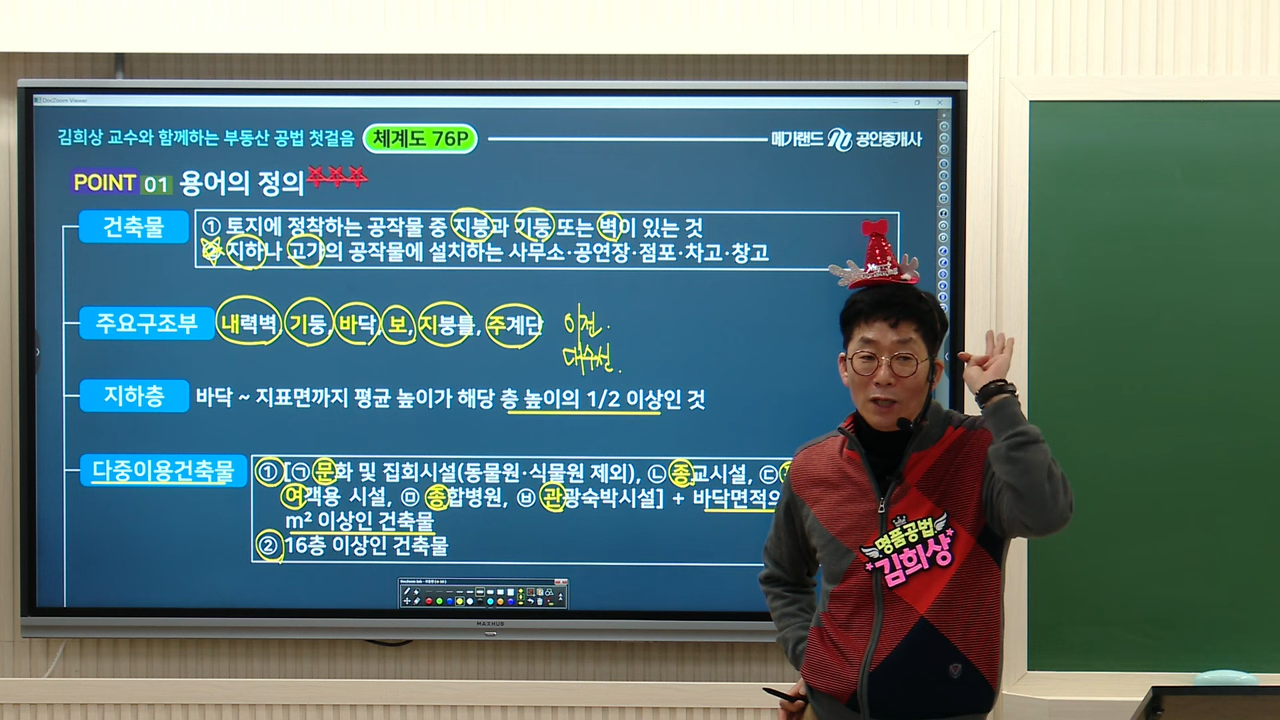 DocZoom Viewer
김희상 교수와 함께하는 부동산 공법 첫걸음 체계도 76P 메가랜드 공인중개사
POINT 01 용어의 정의
건축물 ① 토지에 정착하는 공작물 중 지붕과 기둥 또는 벽이 있는 것
② 지하나 고가의 공작물에 설치하는 사무소·공연장·점포·차고·창고
주요구조부 내력벽, 기둥, 바닥, 보, 지붕틀, 주계단 이전.
대수선.
지하층 바닥 ~ 지표면까지 평균 높이가 해당 층 높이의 1/2 이상인 것
다중이용건축물 ① [㉠ 문화 및 집회시설(동물원·식물원 제외), ㉡ 종교시설, ㉢
여객용 시설, ㉤ 종합병원, ㉥ 관광숙박시설] + 바닥면적의
m² 이상인 건축물
② 16층 이상인 건축물
MAXHUB
명품공법
김희상